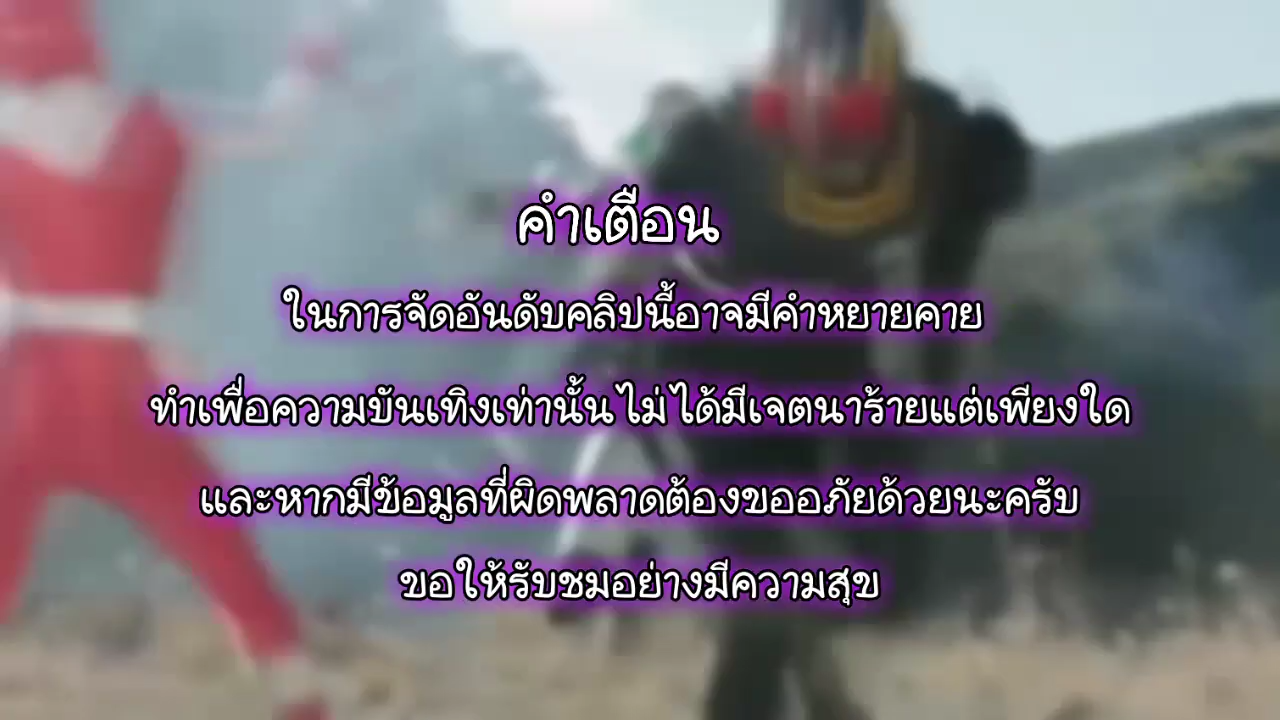 คำเตือน
ในการจัดอันดับคลิปนี้อาจมีคำหยายคาย
ทำเพื่อความบันเทิงเท่านั้น ไม่ได้มีเจตนาร้ายแต่เพียงใด
และหากมีข้อมูลที่ผิดพลาดต้องขออภัยด้วยนะครับ
ขอให้รับชมอย่างมีความสุข